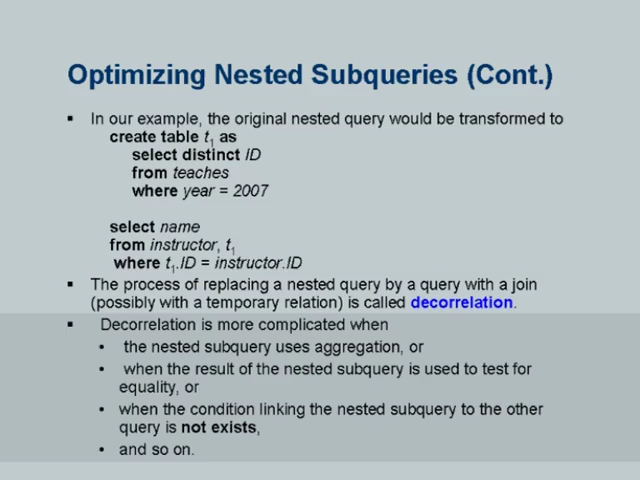 Optimizing Nested Subqueries (Cont.)
▪ In our example, the original nested query would be transformed to
create table t1 as
select distinct ID
from teaches
where year = 2007
select name
from instructor, t1
where t1.ID = instructor.ID
▪ The process of replacing a nested query by a query with a join
(possibly with a temporary relation) is called decorrelation.
▪ Decorrelation is more complicated when
• the nested subquery uses aggregation, or
• when the result of the nested subquery is used to test for
equality, or
• when the condition linking the nested subquery to the other
query is not exists,
• and so on.